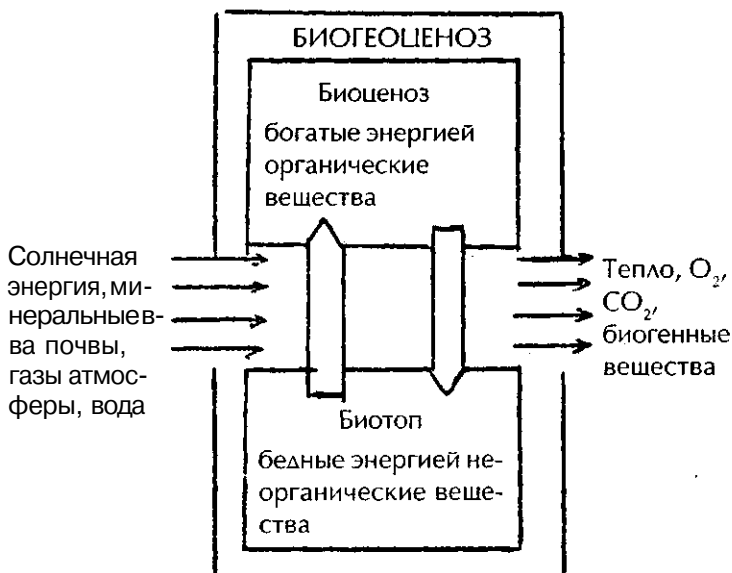 БИОГЕОЦЕНОЗ
Биоценоз
богатые энергией
органические
вещества
Солнечная
энергия, ми-
неральныев-
ва почвы,
газы атмос-
феры, вода
Тепло, O₂,
CO₂,
биогенные
вещества
Биотоп
бедные энергией не-
органические веще-
ства